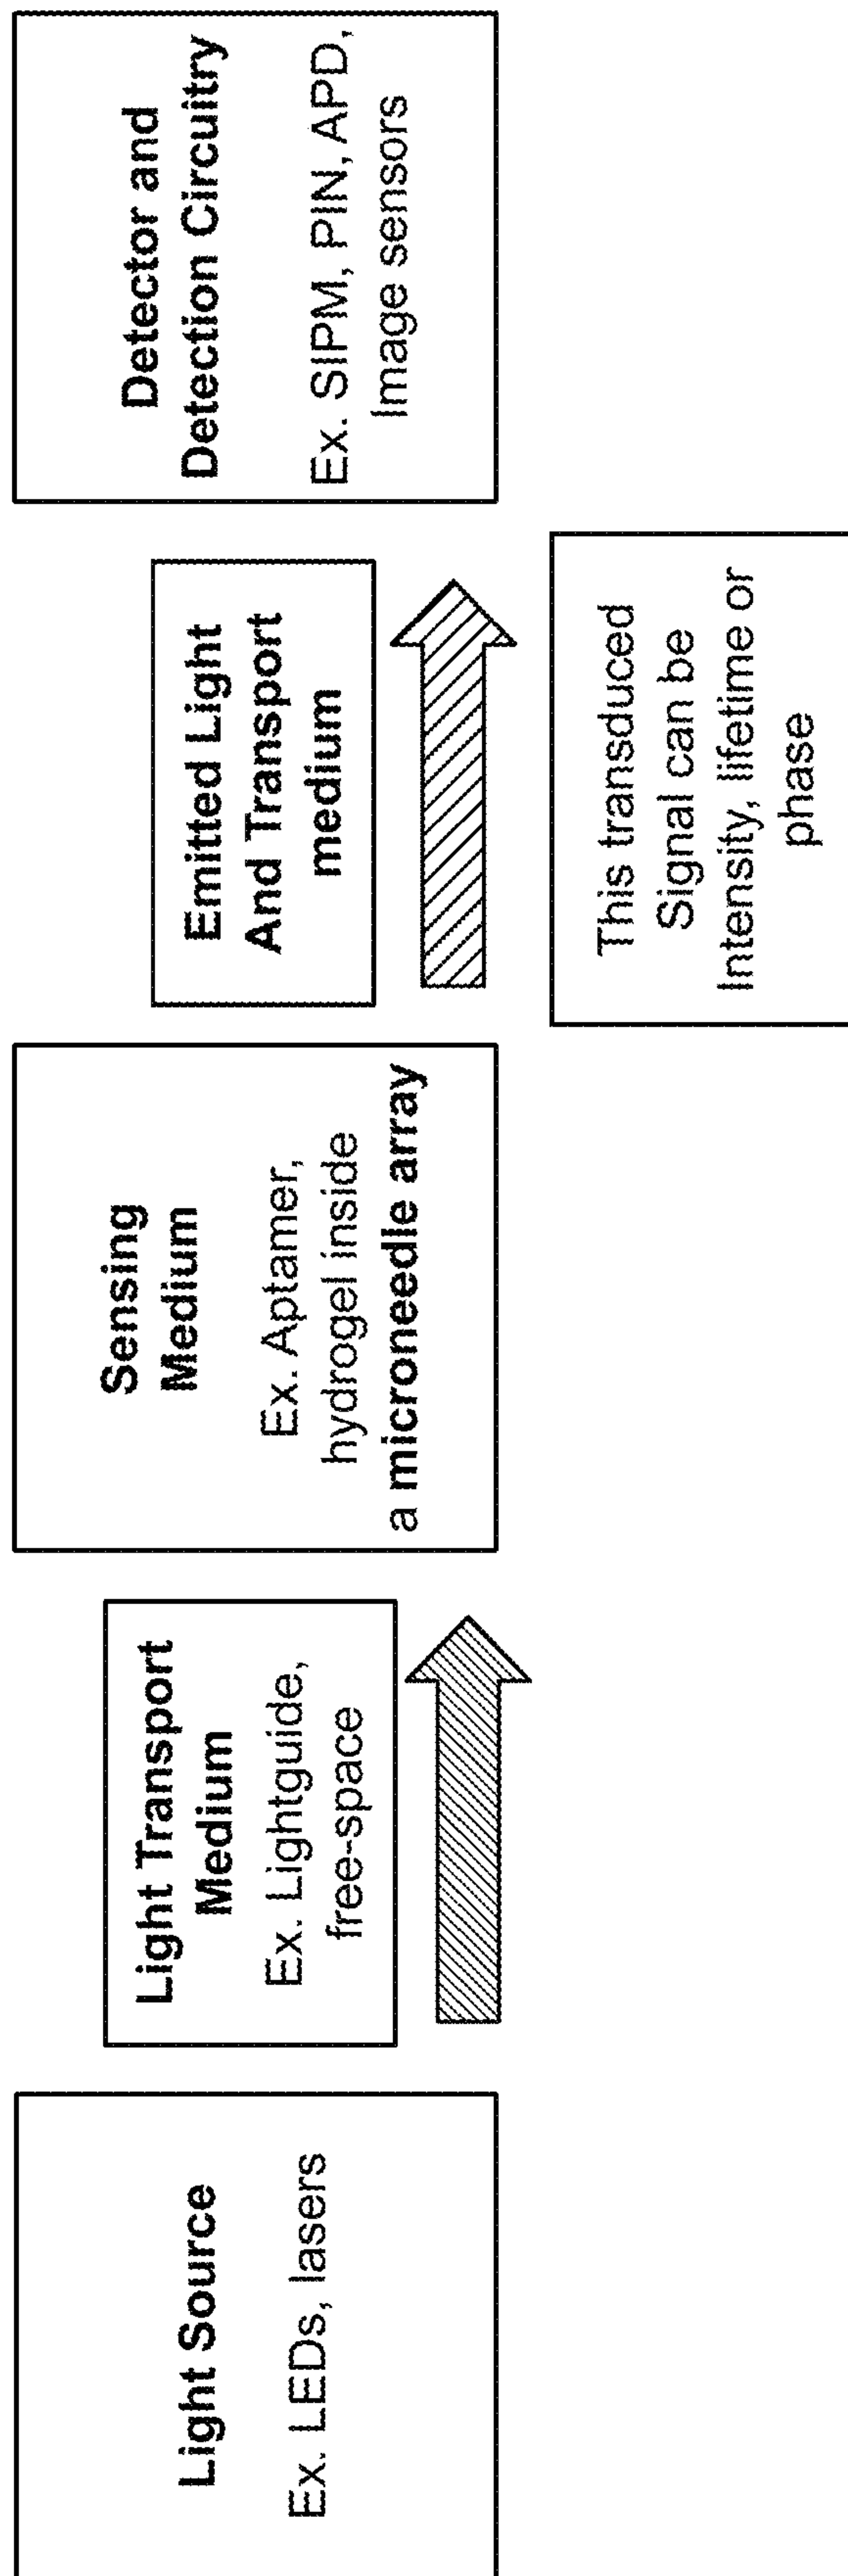 Light Source
Ex. LEDs, lasers
Light Transport
Medium
Ex. Lightguide,
free-space
Sensing
Medium
Ex. Aptamer,
hydrogel inside
a microneedle array
Emitted Light
And Transport
medium
This transduced
Signal can be
Intensity, lifetime or
phase
Detector and
Detection Circuitry
Ex. SIPM, PIN, APD,
Image sensors